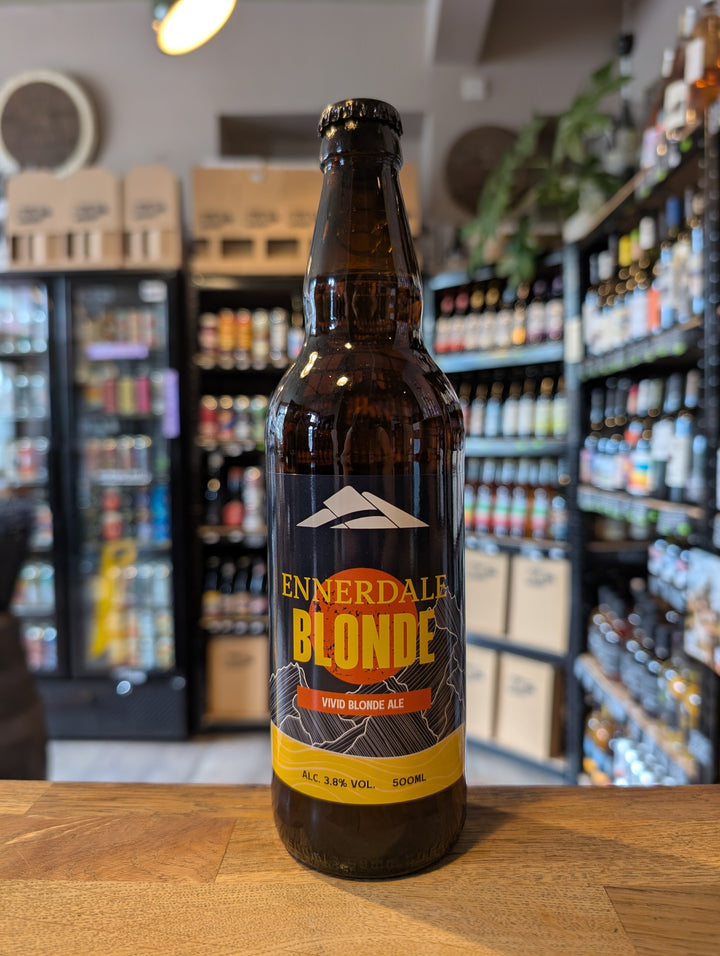 ENNERDALE
BLONDE
VIVID BLONDE ALE
ALC. 3.8% VOL. 500ML